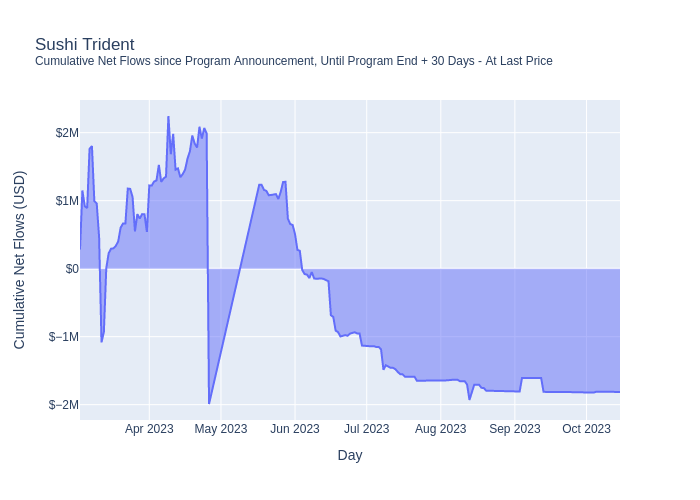 Sushi Trident
Cumulative Net Flows since Program Announcement, Until Program End + 30 Days - At Last Price
Cumulative Net Flows (USD)
$2M
$1M
$0
$−1M
$−2M
Apr 2023 May 2023 Jun 2023 Jul 2023 Aug 2023 Sep 2023 Oct 2023
Day